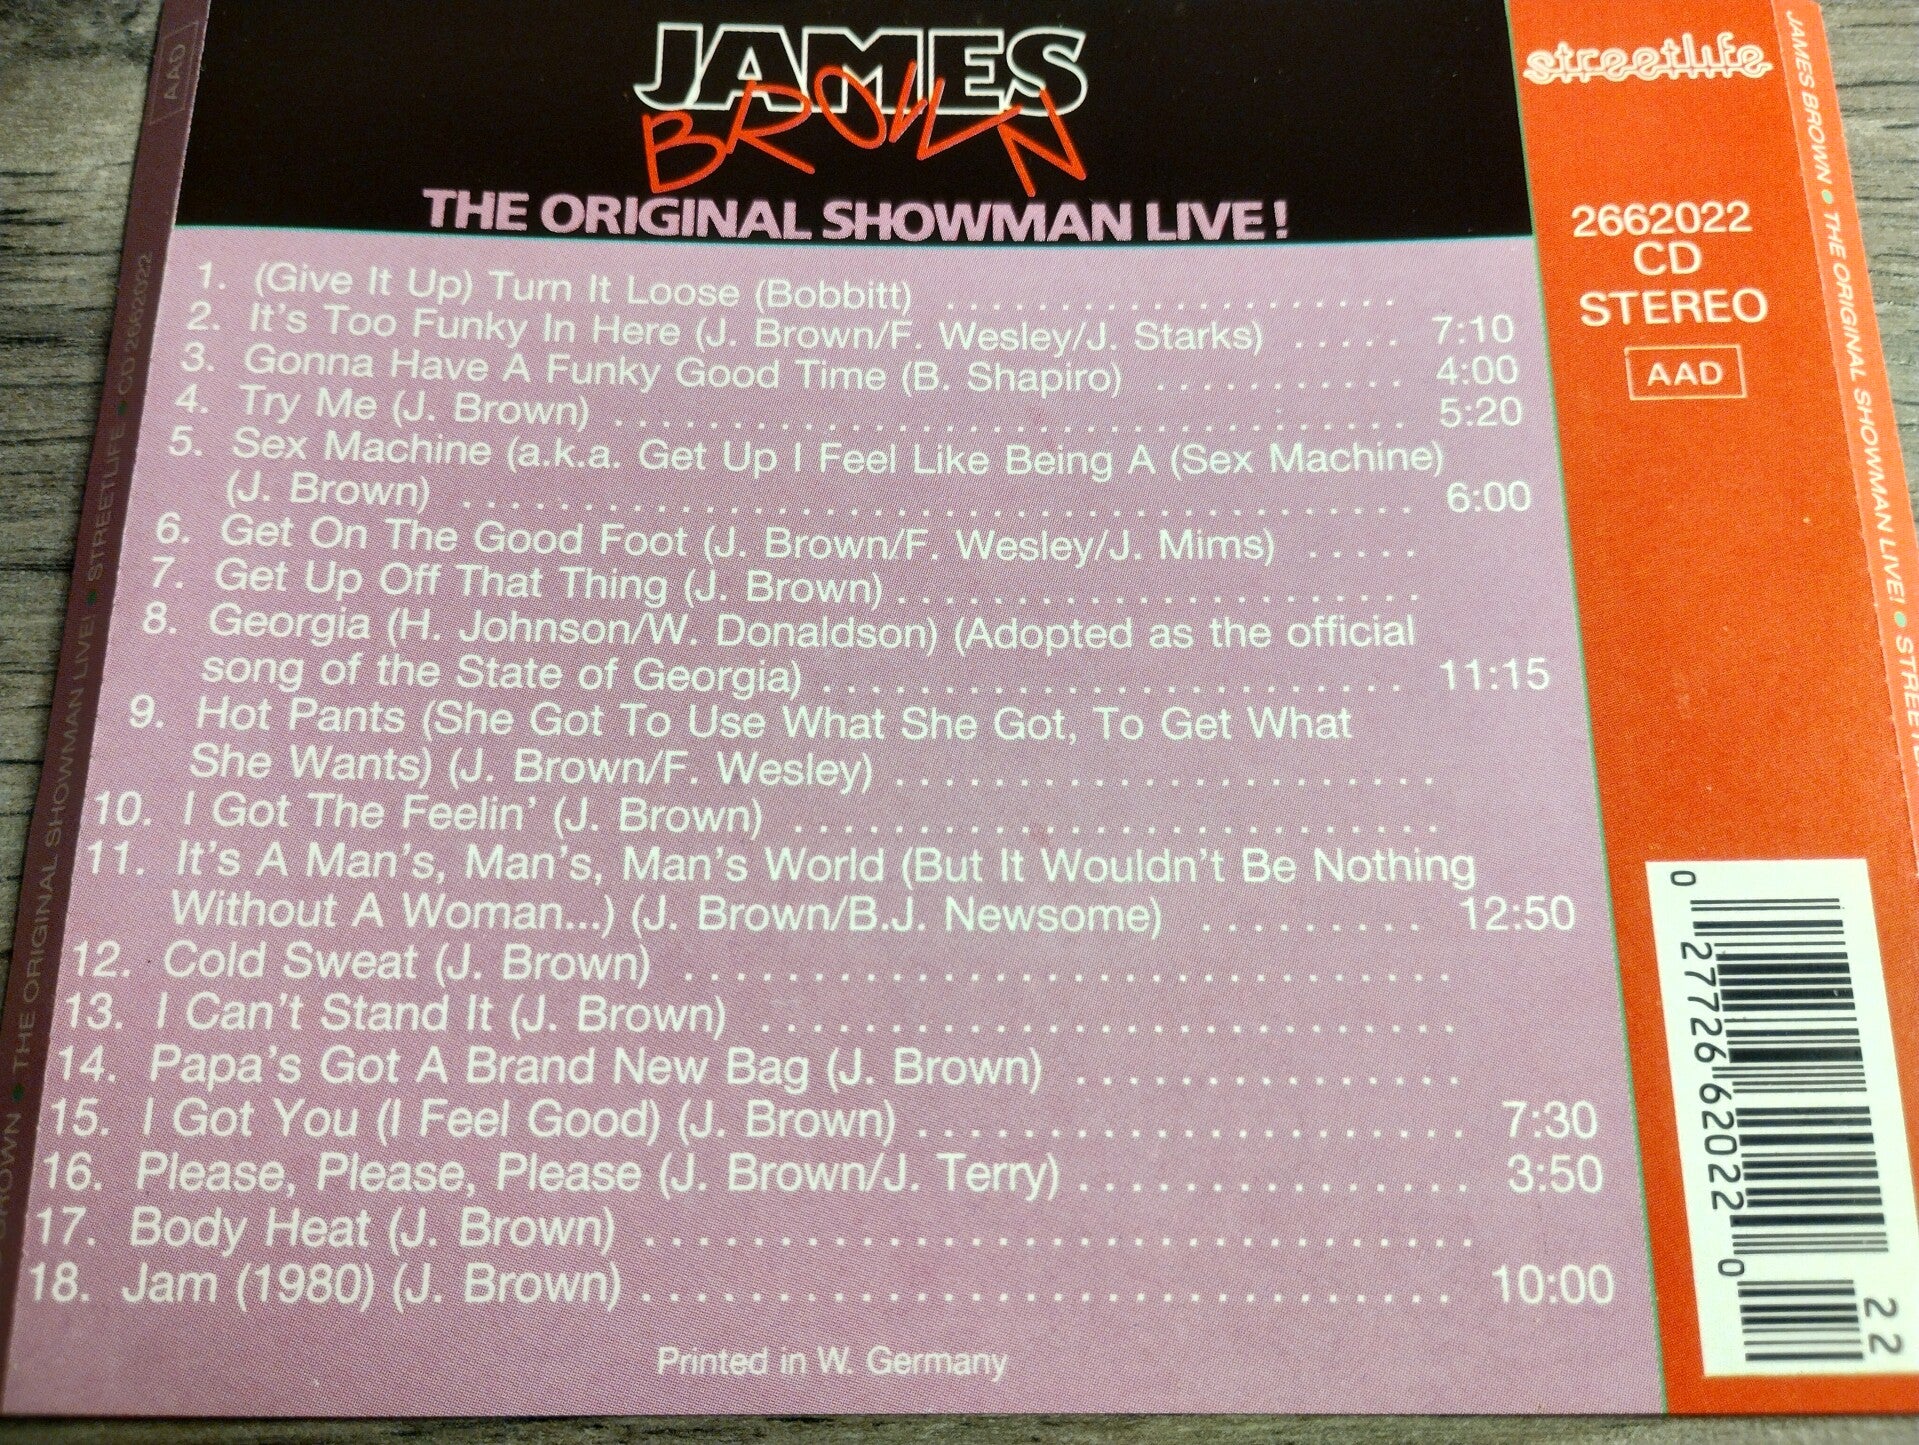 JAMES
BROWN
THE ORIGINAL SHOWMAN LIVE!
1. (Give It Up) Turn It Loose (Bobbitt) . . . . . . . . . . . . . . . . . . . .
2. It's Too Funky In Here (J. Brown/F. Wesley/J. Starks) . . . . . 7:10
3. Gonna Have A Funky Good Time (B. Shapiro) . . . . . . . . . . . 4:00
4. Try Me (J. Brown) . . . . . . . . . . . . . . . . . . . . . . . . . . . . . . . . . . 5:20
5. Sex Machine (a.k.a. Get Up I Feel Like Being A (Sex Machine)
(J. Brown) . . . . . . . . . . . . . . . . . . . . . . . . . . . . . . . . . . . . . . . . 6:00
6. Get On The Good Foot (J. Brown/F. Wesley/J. Mims) . . . . .
7. Get Up Off That Thing (J. Brown) . . . . . . . . . . . . . . . . . . . . . .
8. Georgia (H. Johnson/W. Donaldson) (Adopted as the official
song of the State of Georgia) . . . . . . . . . . . . . . . . . . . . . . . . 11:15
9. Hot Pants (She Got To Use What She Got, To Get What
She Wants) (J. Brown/F. Wesley) . . . . . . . . . . . . . . . . . . . . .
10. I Got The Feelin' (J. Brown) . . . . . . . . . . . . . . . . . . . . . . . . .
11. It's A Man's, Man's, Man's World (But It Wouldn't Be Nothing
Without A Woman...) (J. Brown/B.J. Newsome) . . . . . . . . . 12:50
12. Cold Sweat (J. Brown) . . . . . . . . . . . . . . . . . . . . . . . . . . . . .
13. I Can't Stand It (J. Brown) . . . . . . . . . . . . . . . . . . . . . . . . . .
14. Papa's Got A Brand New Bag (J. Brown) . . . . . . . . . . . . . .
15. I Got You (I Feel Good) (J. Brown) . . . . . . . . . . . . . . . . . . . . 7:30
16. Please, Please, Please (J. Brown/J. Terry) . . . . . . . . . . . . . . 3:50
17. Body Heat (J. Brown) . . . . . . . . . . . . . . . . . . . . . . . . . . . . . .
18. Jam (1980) (J. Brown) . . . . . . . . . . . . . . . . . . . . . . . . . . . . . 10:00
Printed in W. Germany
streetlife
2662022
CD
STEREO
AAD
0 27726 62022 0
22
JAMES BROWN • THE ORIGINAL SHOWMAN LIVE! •
BROWN • THE ORIGINAL SHOWMAN LIVE! • STREETLIFE • CD 2662022
AAD